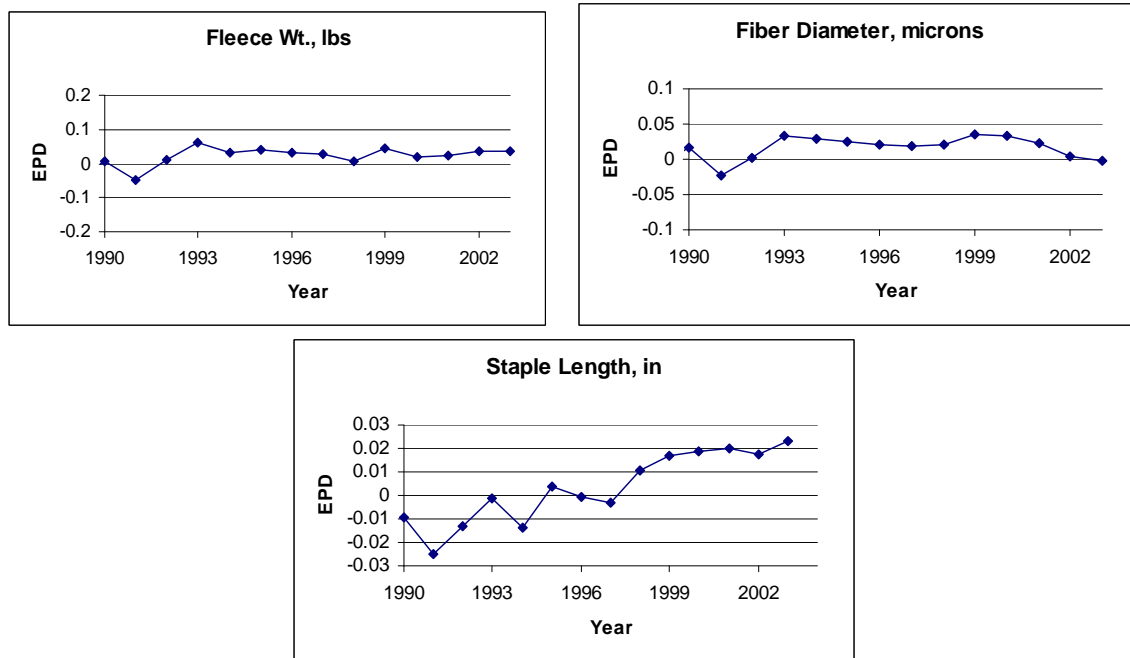 Fleece Wt., lbs
0.2
0.1
0
-0.1
-0.2
EPD
1990 1993 1996 1999 2002
Year
Fiber Diameter, microns
0.1
0.05
0
-0.05
-0.1
EPD
1990 1993 1996 1999 2002
Year
Staple Length, in
0.03
0.02
0.01
0
-0.01
-0.02
-0.03
EPD
1990 1993 1996 1999 2002
Year